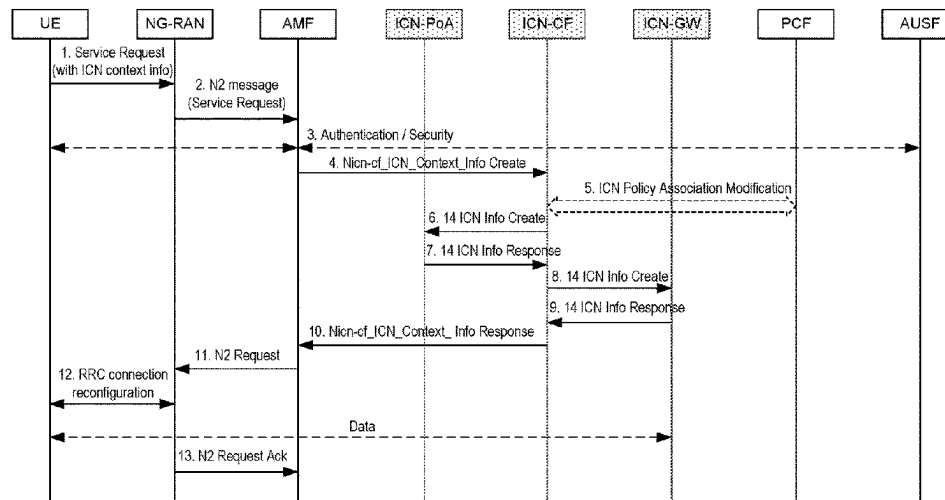 UE NG-RAN AMF ICN-PoA ICN-CF ICN-GW PCF AUSF
1. Service Request
(with ICN context info)
2. N2 message
(Service Request)
3. Authentication / Security
4. Nicn-cf_ICN_Context_Info Create
5. ICN Policy Association Modification
6. 14 ICN Info Create
7. 14 ICN Info Response
8. 14 ICN Info Create
9. 14 ICN Info Response
10. Nicn-cf_ICN_Context_ Info Response
11. N2 Request
12. RRC connection
reconfiguration
Data
13. N2 Request Ack